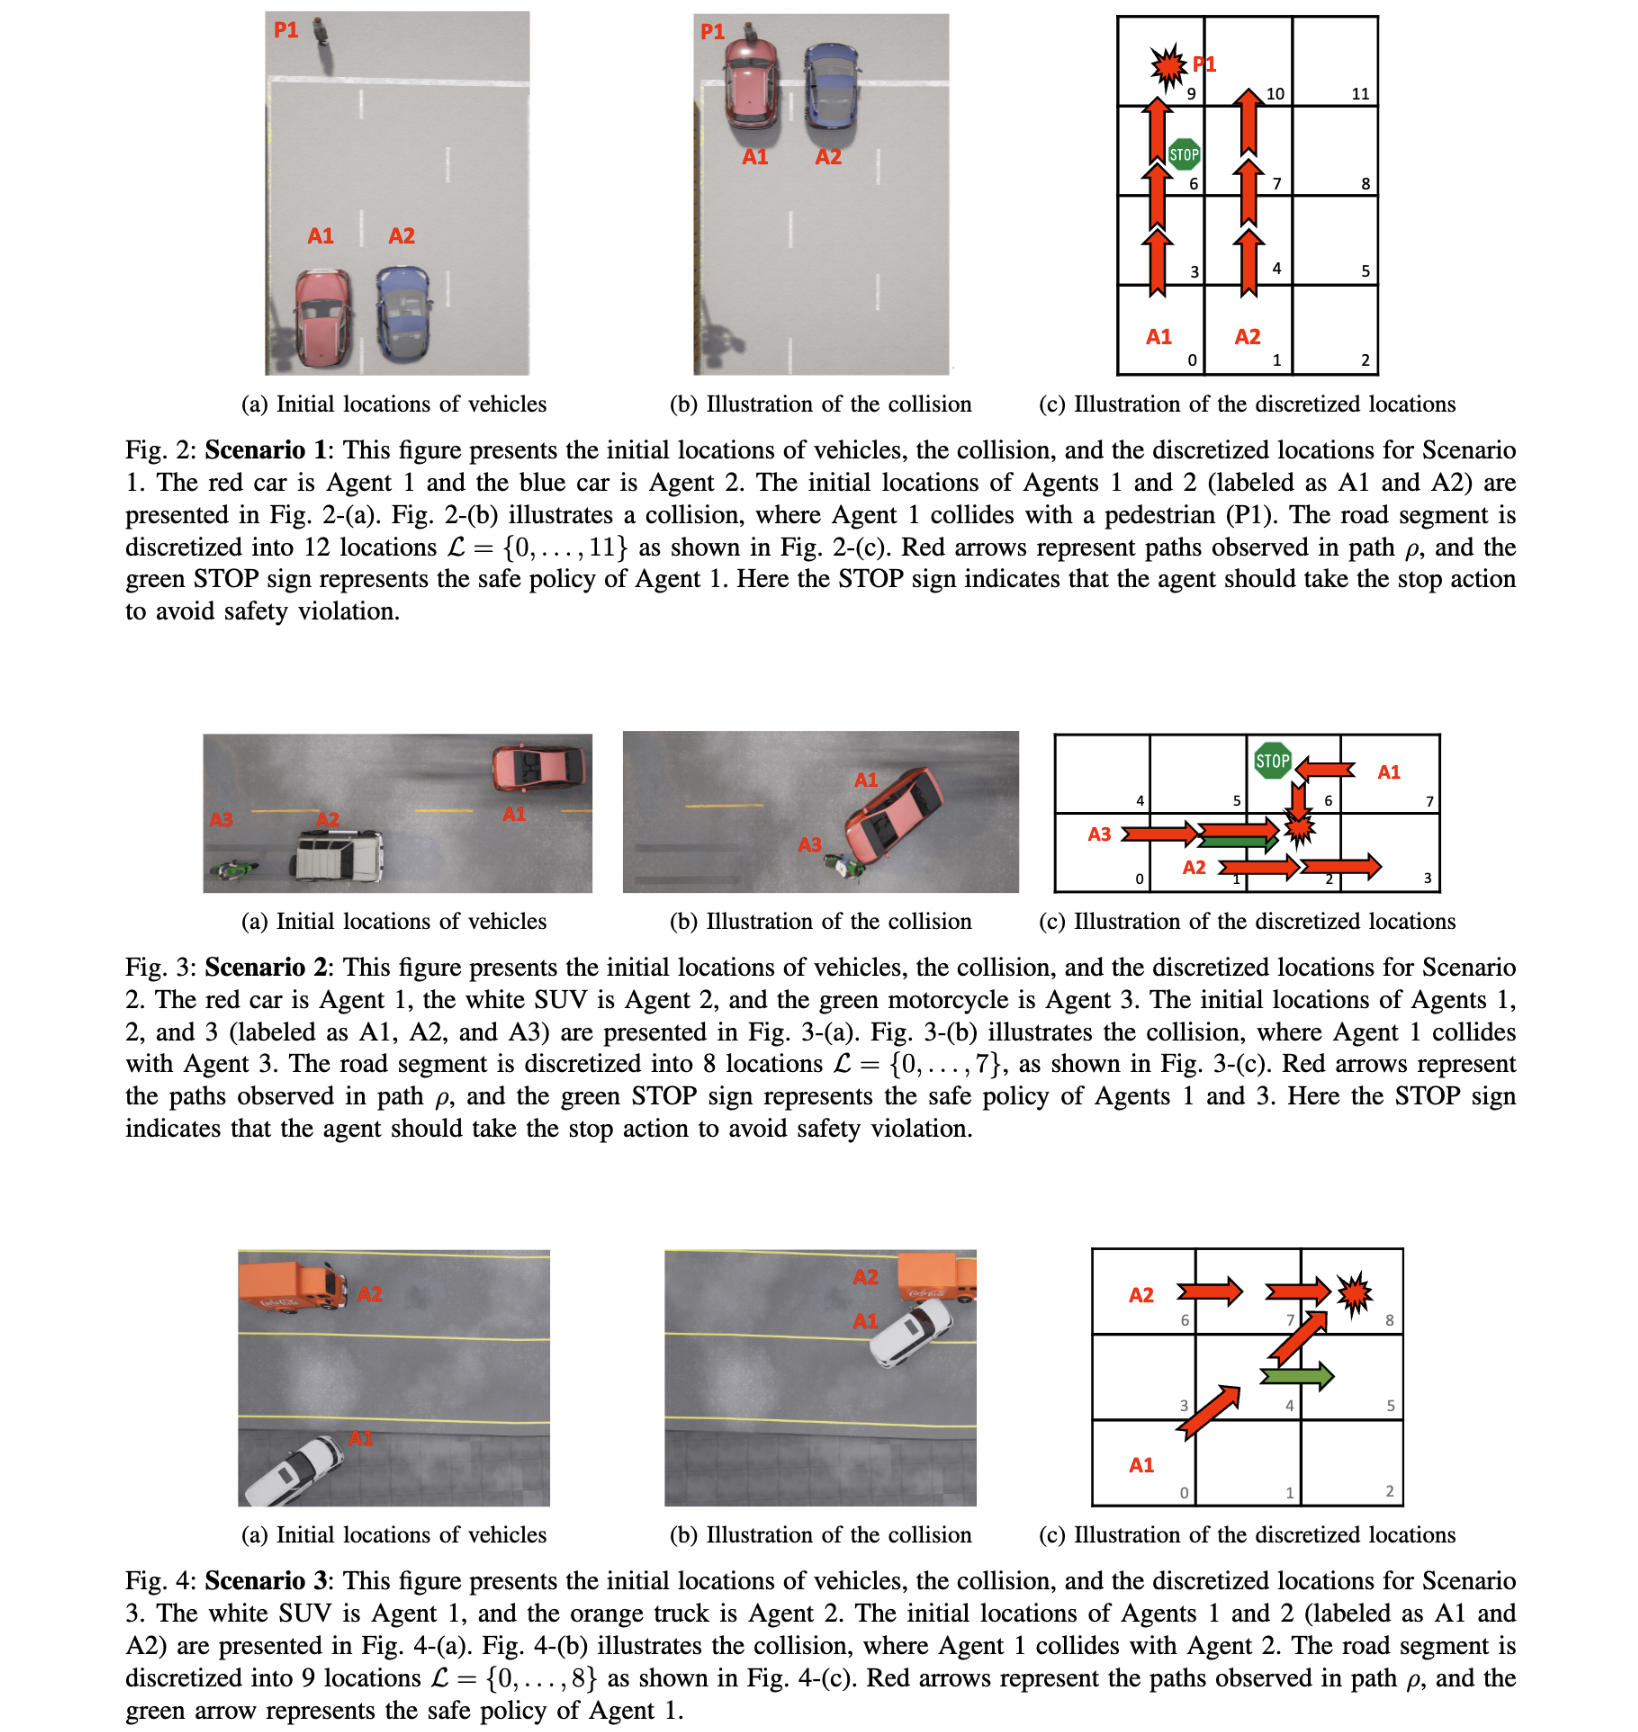 P1
A1 A2
P1
A1 A2
P1
9 10 11
STOP
6 7 8
3 4 5
A1 A2
0 1 2
(a) Initial locations of vehicles
(b) Illustration of the collision
(c) Illustration of the discretized locations
Fig. 2: Scenario 1: This figure presents the initial locations of vehicles, the collision, and the discretized locations for Scenario
1. The red car is Agent 1 and the blue car is Agent 2. The initial locations of Agents 1 and 2 (labeled as A1 and A2) are
presented in Fig. 2-(a). Fig. 2-(b) illustrates a collision, where Agent 1 collides with a pedestrian (P1). The road segment is
discretized into 12 locations ℒ = {0, . . . , 11} as shown in Fig. 2-(c). Red arrows represent paths observed in path ρ, and the
green STOP sign represents the safe policy of Agent 1. Here the STOP sign indicates that the agent should take the stop action
to avoid safety violation.
A3 A2 A1
A1
A3
STOP A1
4 5 6 7
A3
A2
0 1 2 3
(a) Initial locations of vehicles
(b) Illustration of the collision
(c) Illustration of the discretized locations
Fig. 3: Scenario 2: This figure presents the initial locations of vehicles, the collision, and the discretized locations for Scenario
2. The red car is Agent 1, the white SUV is Agent 2, and the green motorcycle is Agent 3. The initial locations of Agents 1,
2, and 3 (labeled as A1, A2, and A3) are presented in Fig. 3-(a). Fig. 3-(b) illustrates the collision, where Agent 1 collides
with Agent 3. The road segment is discretized into 8 locations ℒ = {0, . . . , 7}, as shown in Fig. 3-(c). Red arrows represent
the paths observed in path ρ, and the green STOP sign represents the safe policy of Agents 1 and 3. Here the STOP sign
indicates that the agent should take the stop action to avoid safety violation.
A2
Coca-Cola
A1
A2
Coca-Cola
A1
A2
6 7 8
3 4 5
A1
0 1 2
(a) Initial locations of vehicles
(b) Illustration of the collision
(c) Illustration of the discretized locations
Fig. 4: Scenario 3: This figure presents the initial locations of vehicles, the collision, and the discretized locations for Scenario
3. The white SUV is Agent 1, and the orange truck is Agent 2. The initial locations of Agents 1 and 2 (labeled as A1 and
A2) are presented in Fig. 4-(a). Fig. 4-(b) illustrates the collision, where Agent 1 collides with Agent 2. The road segment is
discretized into 9 locations ℒ = {0, . . . , 8} as shown in Fig. 4-(c). Red arrows represent the paths observed in path ρ, and the
green arrow represents the safe policy of Agent 1.